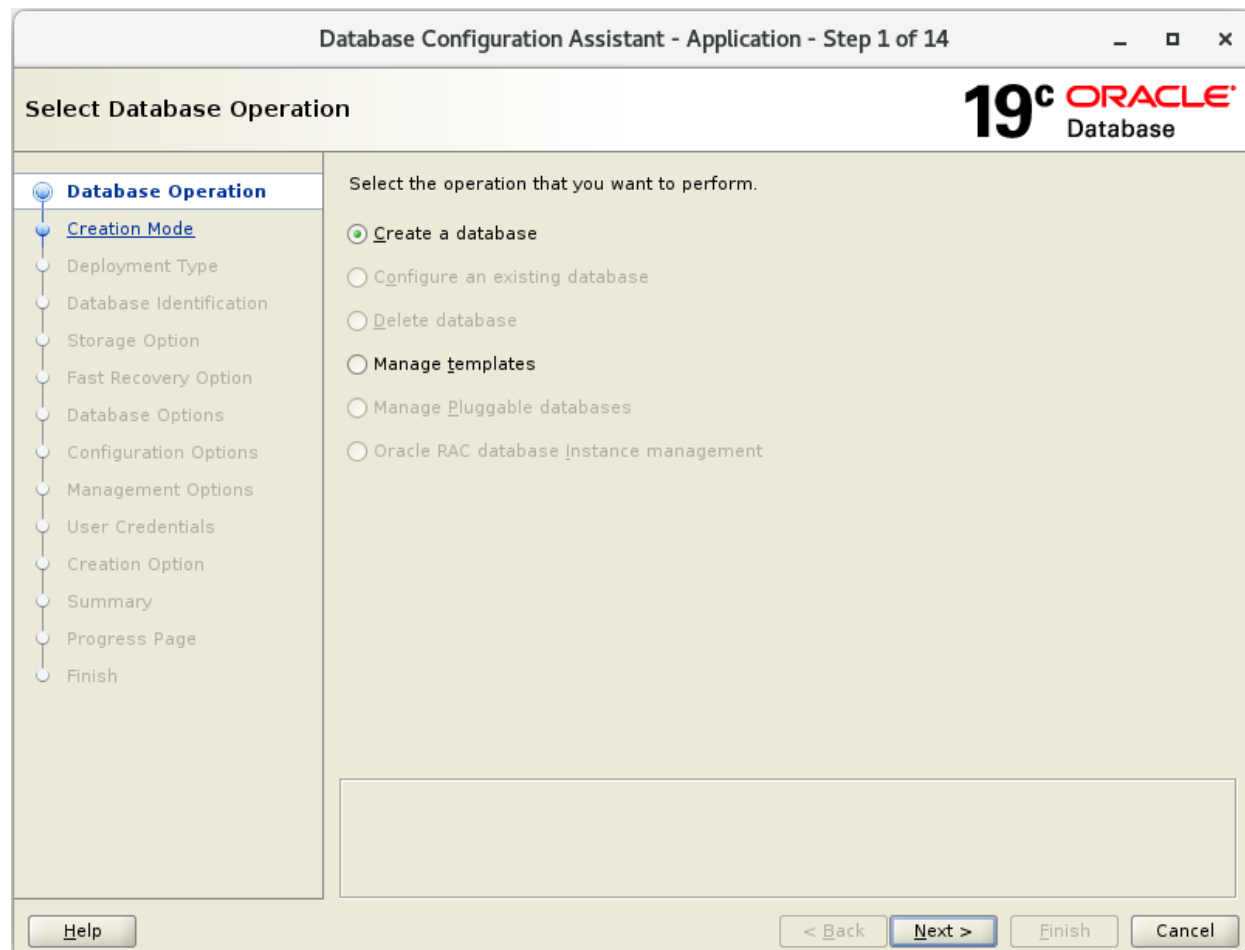 Database Configuration Assistant - Application - Step 1 of 14
Select Database Operation
19c ORACLE
Database
Database Operation
Creation Mode
Deployment Type
Database Identification
Storage Option
Fast Recovery Option
Database Options
Configuration Options
Management Options
User Credentials
Creation Option
Summary
Progress Page
Finish
Select the operation that you want to perform.
Create a database
Configure an existing database
Delete database
Manage templates
Manage Pluggable databases
Oracle RAC database Instance management
Help < Back Next > Finish Cancel